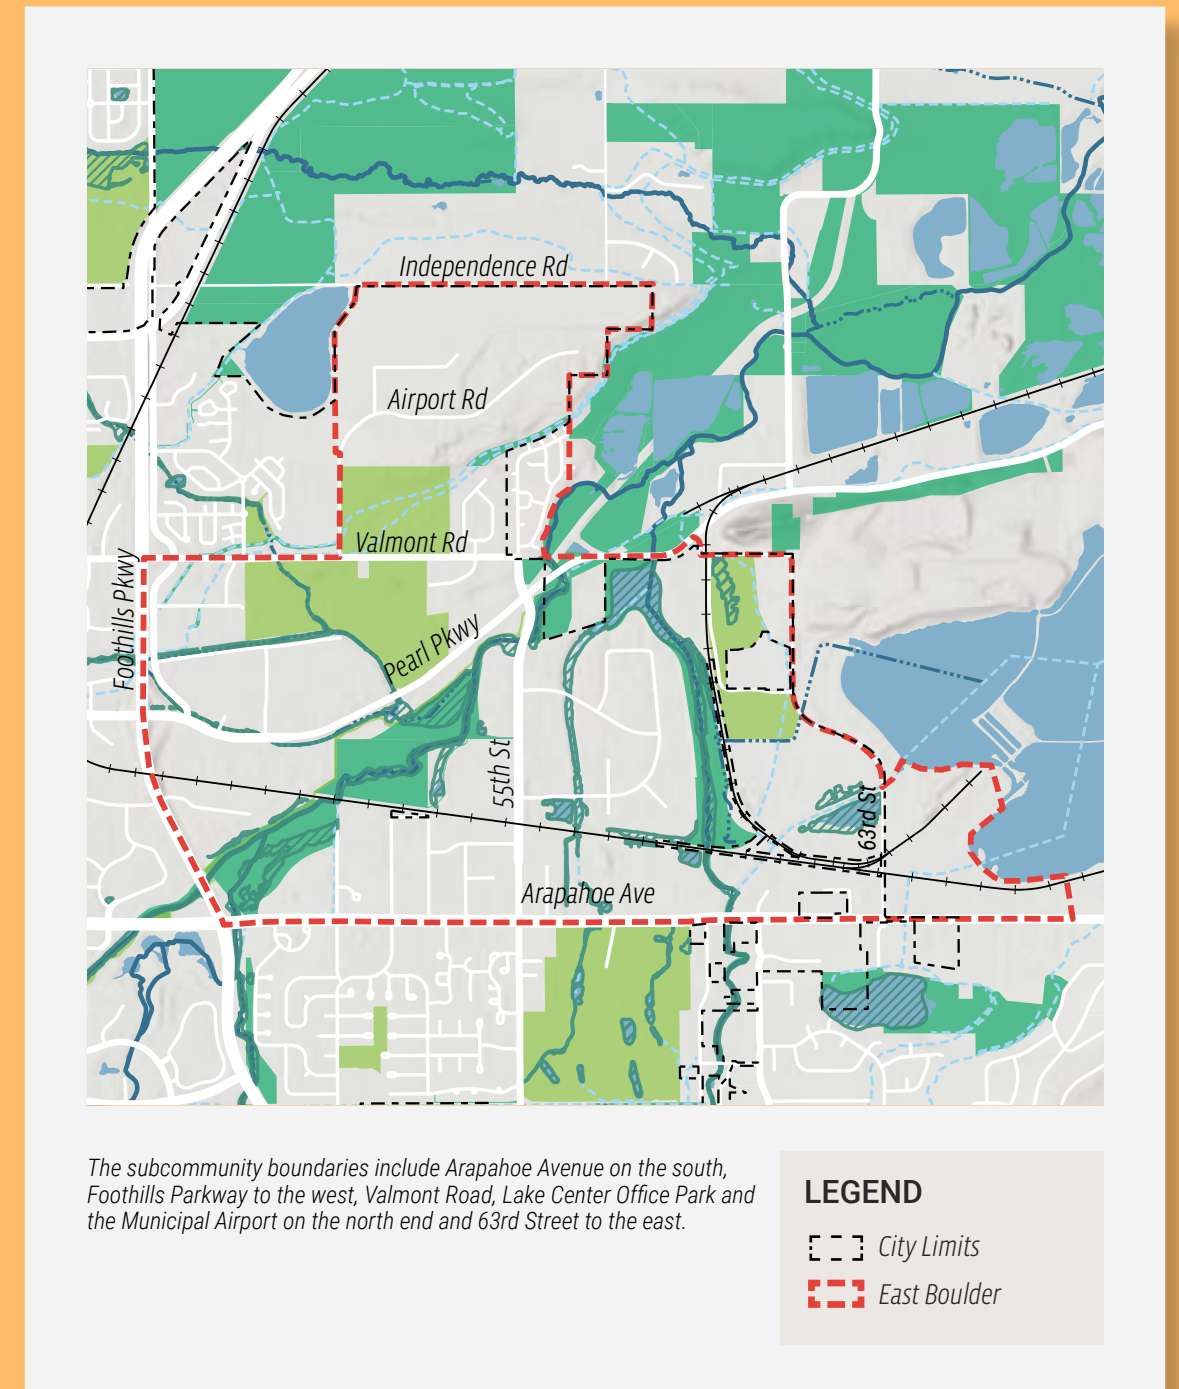 Independence Rd
Airport Rd
Valmont Rd
Foothills Pkwy
Pearl Pkwy
55th St
63rd St
Arapahoe Ave
The subcommunity boundaries include Arapahoe Avenue on the south,
Foothills Parkway to the west, Valmont Road, Lake Center Office Park and
the Municipal Airport on the north end and 63rd Street to the east.
LEGEND
City Limits
East Boulder